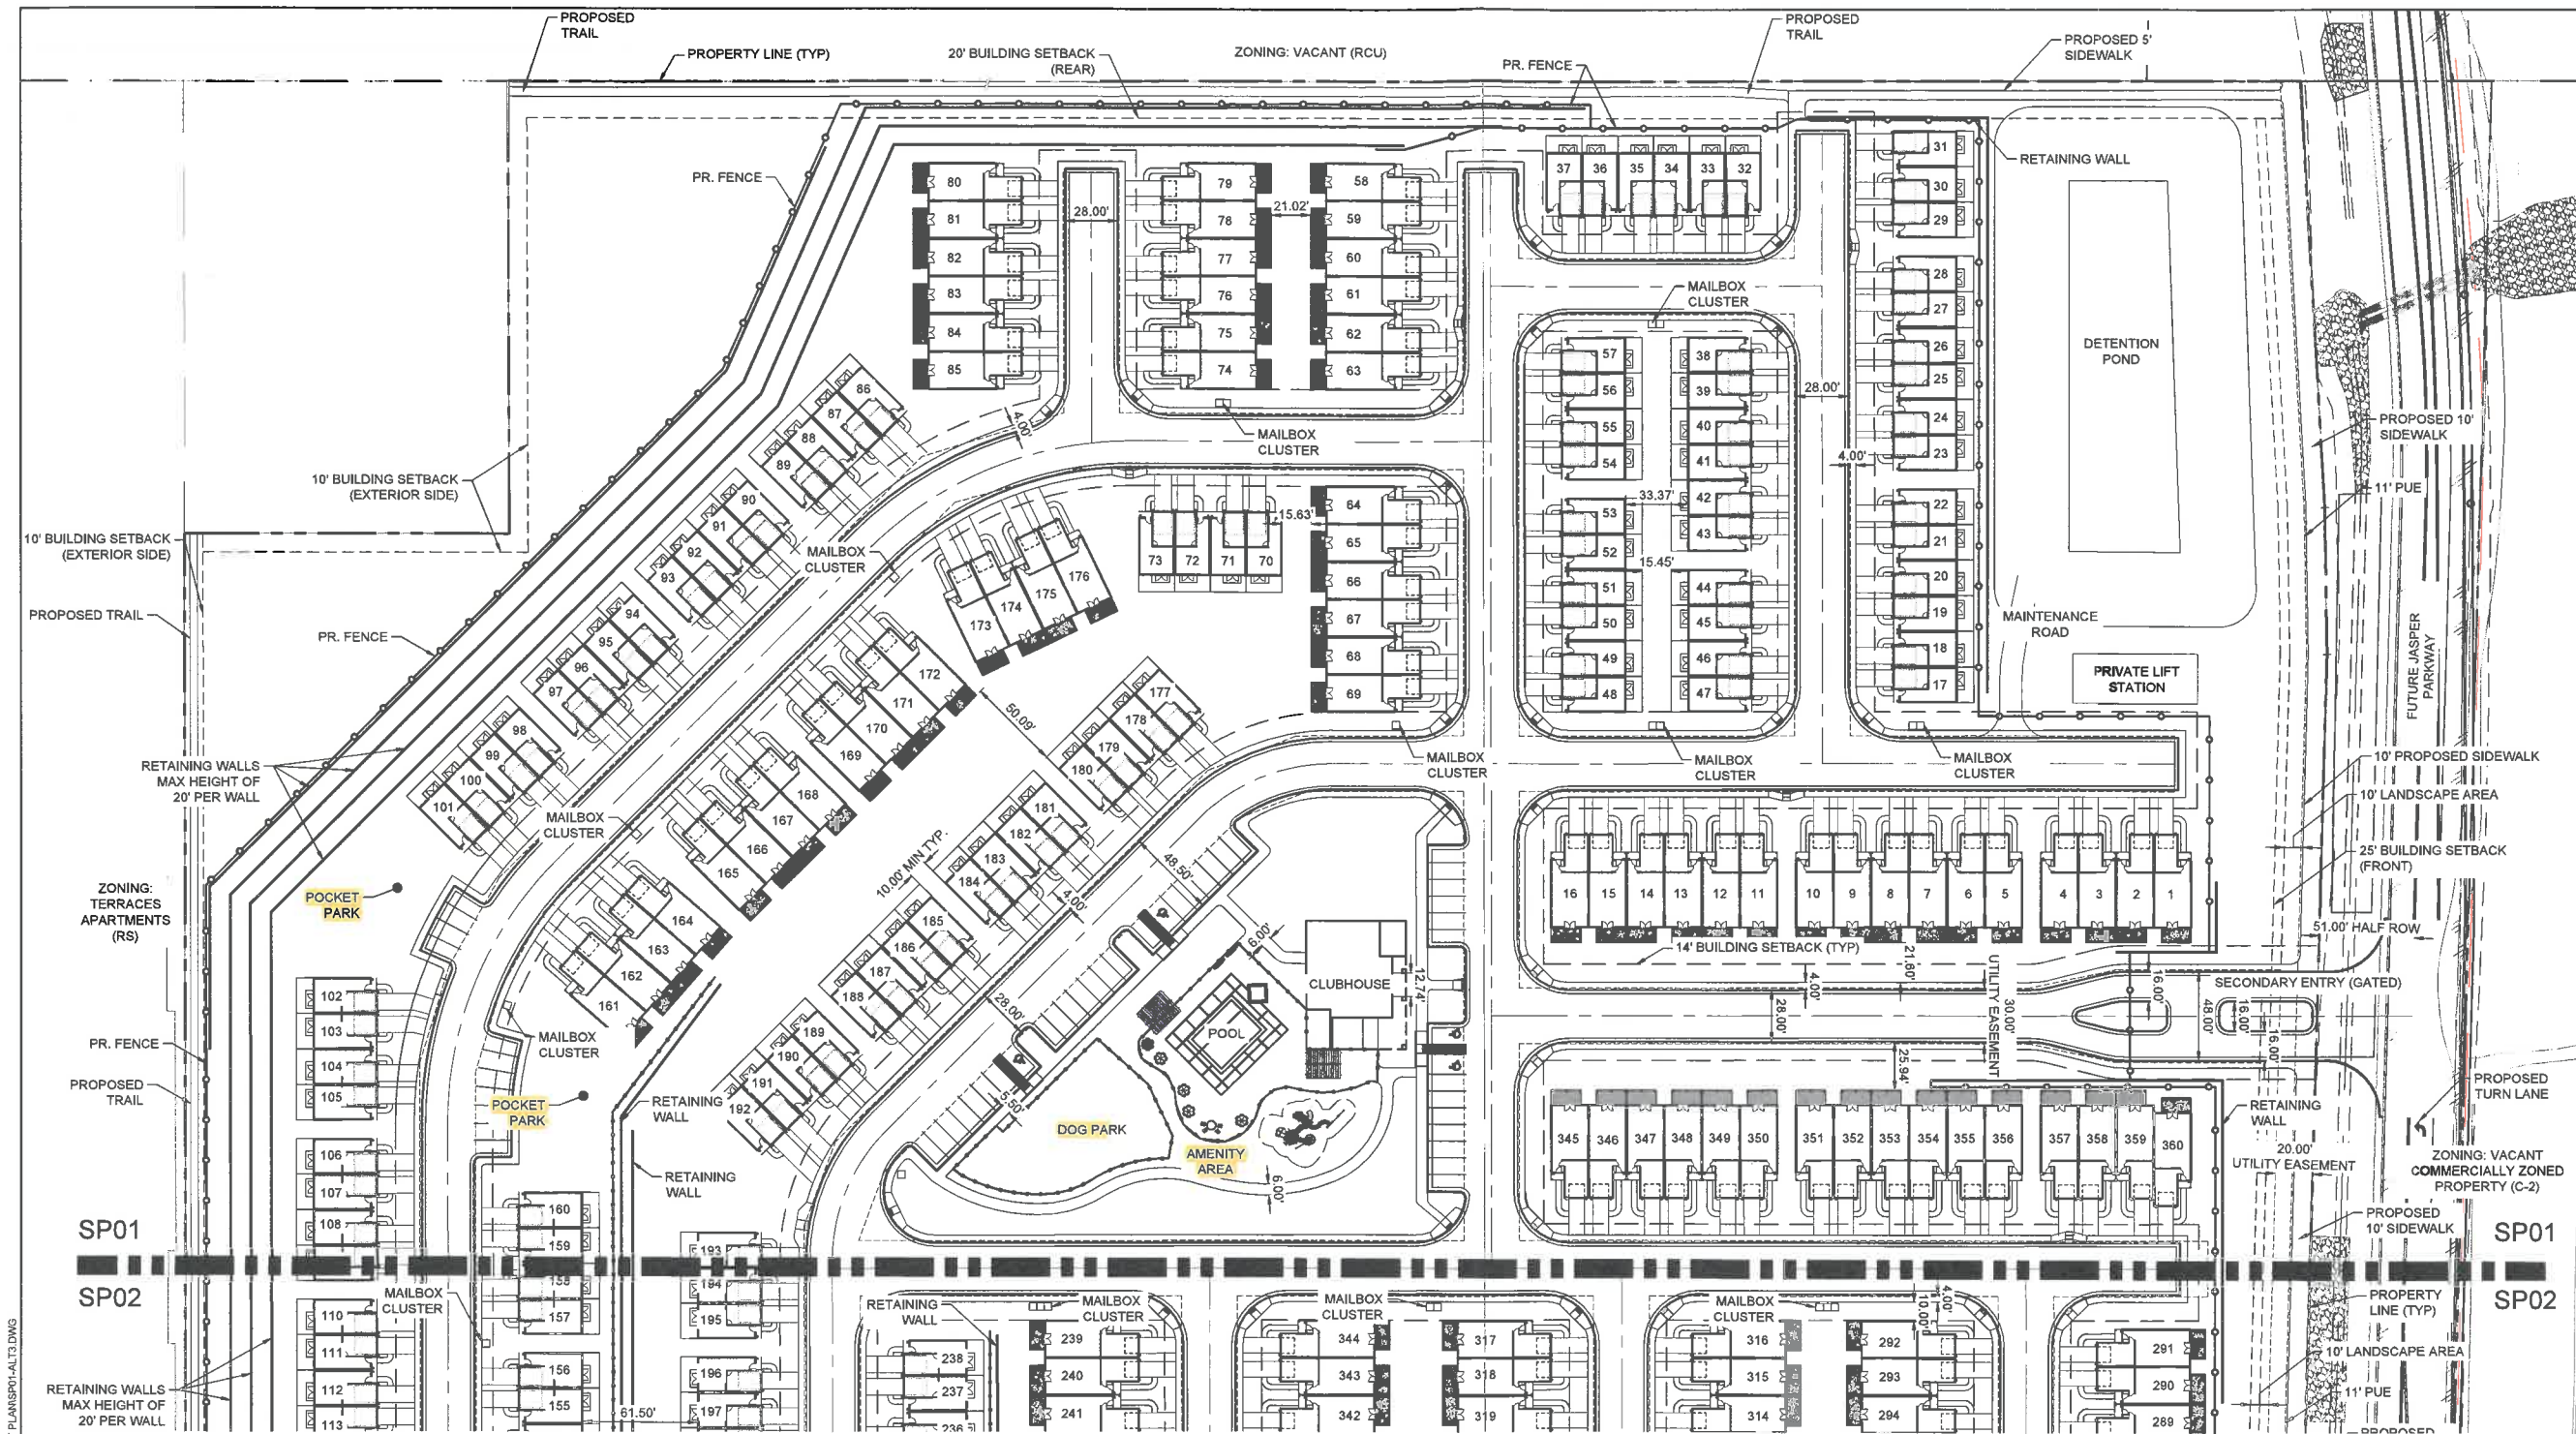 PROPOSED
TRAIL
PROPERTY LINE (TYP)
20' BUILDING SETBACK
(REAR)
ZONING: VACANT (RCU)
PR. FENCE
PROPOSED
TRAIL
PROPOSED 5'
SIDEWALK
RETAINING WALL
PR. FENCE
80
81
82
83
84
85
28.00'
79
78
77
76
75
74
21.02'
58
59
60
61
62
63
37
36
35
34
33
32
31
30
29
28
27
26
25
24
23
22
21
20
19
18
17
MAILBOX
CLUSTER
DETENTION
POND
57
56
55
54
53
52
51
50
49
48
38
39
40
41
42
43
44
45
46
47
28.00'
4.00'
33.37'
15.45'
MAILBOX
CLUSTER
4.00'
86
87
88
89
90
91
92
93
94
95
96
97
98
99
100
101
10' BUILDING SETBACK
(EXTERIOR SIDE)
10' BUILDING SETBACK
(EXTERIOR SIDE)
PROPOSED TRAIL
PR. FENCE
MAILBOX
CLUSTER
15.63'
73
72
71
70
64
65
66
67
68
69
173
174
175
176
172
171
170
169
168
167
166
165
164
163
162
161
50.09'
177
178
179
180
181
182
183
184
185
186
187
188
189
190
191
192
PROPOSED 10'
SIDEWALK
11' PUE
MAINTENANCE
ROAD
PRIVATE LIFT
STATION
FUTURE JASPER
PARKWAY
RETAINING WALLS
MAX HEIGHT OF
20' PER WALL
MAILBOX
CLUSTER
MAILBOX
CLUSTER
MAILBOX
CLUSTER
MAILBOX
CLUSTER
10' PROPOSED SIDEWALK
10' LANDSCAPE AREA
25' BUILDING SETBACK
(FRONT)
51.00' HALF ROW
10.00' MIN TYP.
48.50'
4.00'
ZONING:
TERRACES
APARTMENTS
(RS)
POCKET
PARK
16
15
14
13
12
11
10
9
8
7
6
5
4
3
2
1
14' BUILDING SETBACK (TYP)
21.60'
4.00'
28.00'
UTILITY EASEMENT
30.00'
16.00'
48.00'
16.00'
16.00'
SECONDARY ENTRY (GATED)
25.94'
6.00'
CLUBHOUSE
12.74'
POOL
28.00'
5.50'
DOG PARK
AMENITY
AREA
6.00'
102
103
104
105
106
107
108
PR. FENCE
PROPOSED
TRAIL
MAILBOX
CLUSTER
POCKET
PARK
RETAINING
WALL
RETAINING
WALL
160
159
158
157
156
155
193
194
195
196
197
345
346
347
348
349
350
351
352
353
354
355
356
357
358
359
360
RETAINING
WALL
20.00'
UTILITY EASEMENT
PROPOSED
TURN LANE
ZONING: VACANT
COMMERCIALLY ZONED
PROPERTY (C-2)
PROPOSED
10' SIDEWALK
SP01
SP01
SP02
SP02
110
111
112
113
MAILBOX
CLUSTER
RETAINING WALLS
MAX HEIGHT OF
20' PER WALL
61.50'
RETAINING
WALL
238
237
236
MAILBOX
CLUSTER
239
240
241
MAILBOX
CLUSTER
344
343
342
317
318
319
MAILBOX
CLUSTER
316
315
314
4.00'
10.00'
292
293
294
291
290
289
PROPERTY
LINE (TYP)
10' LANDSCAPE AREA
11' PUE
PROPOSED
PLAN\SP01-ALT3.DWG